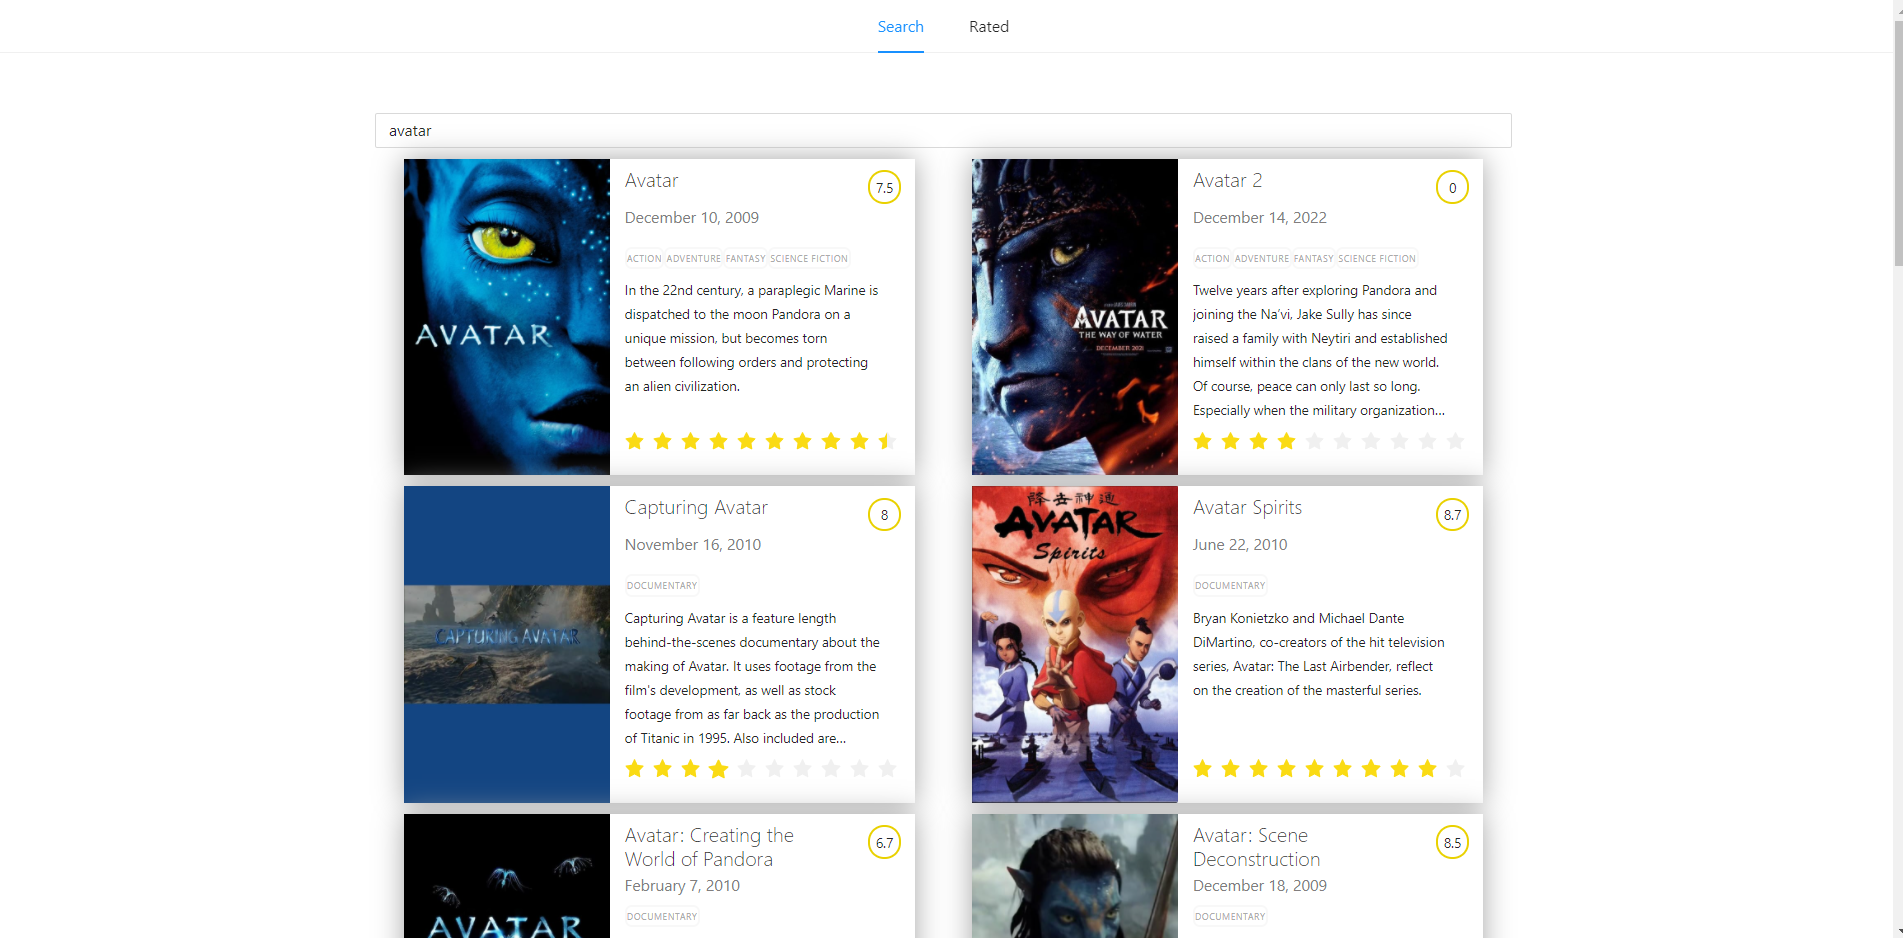 Search
Rated
avatar
AVATAR
Avatar
7.5
December 10, 2009
ACTION ADVENTURE FANTASY SCIENCE FICTION
In the 22nd century, a paraplegic Marine is
dispatched to the moon Pandora on a
unique mission, but becomes torn
between following orders and protecting
an alien civilization.
AVATAR
THE WAY OF WATER
Avatar 2
0
December 14, 2022
ACTION ADVENTURE FANTASY SCIENCE FICTION
Twelve years after exploring Pandora and
joining the Na'vi, Jake Sully has since
raised a family with Neytiri and established
himself within the clans of the new world.
Of course, peace can only last so long.
Especially when the military organization...
CAPTURING AVATAR
Capturing Avatar
8
November 16, 2010
DOCUMENTARY
Capturing Avatar is a feature length
behind-the-scenes documentary about the
making of Avatar. It uses footage from the
film's development, as well as stock
footage from as far back as the production
of Titanic in 1995. Also included are...
降去神通
AVATAR
Spirits
Avatar Spirits
8.7
June 22, 2010
DOCUMENTARY
Bryan Konietzko and Michael Dante
DiMartino, co-creators of the hit television
series, Avatar: The Last Airbender, reflect
on the creation of the masterful series.
AVATAR
Avatar: Creating the
World of Pandora
6.7
February 7, 2010
DOCUMENTARY
Avatar: Scene
Deconstruction
8.5
December 18, 2009
DOCUMENTARY